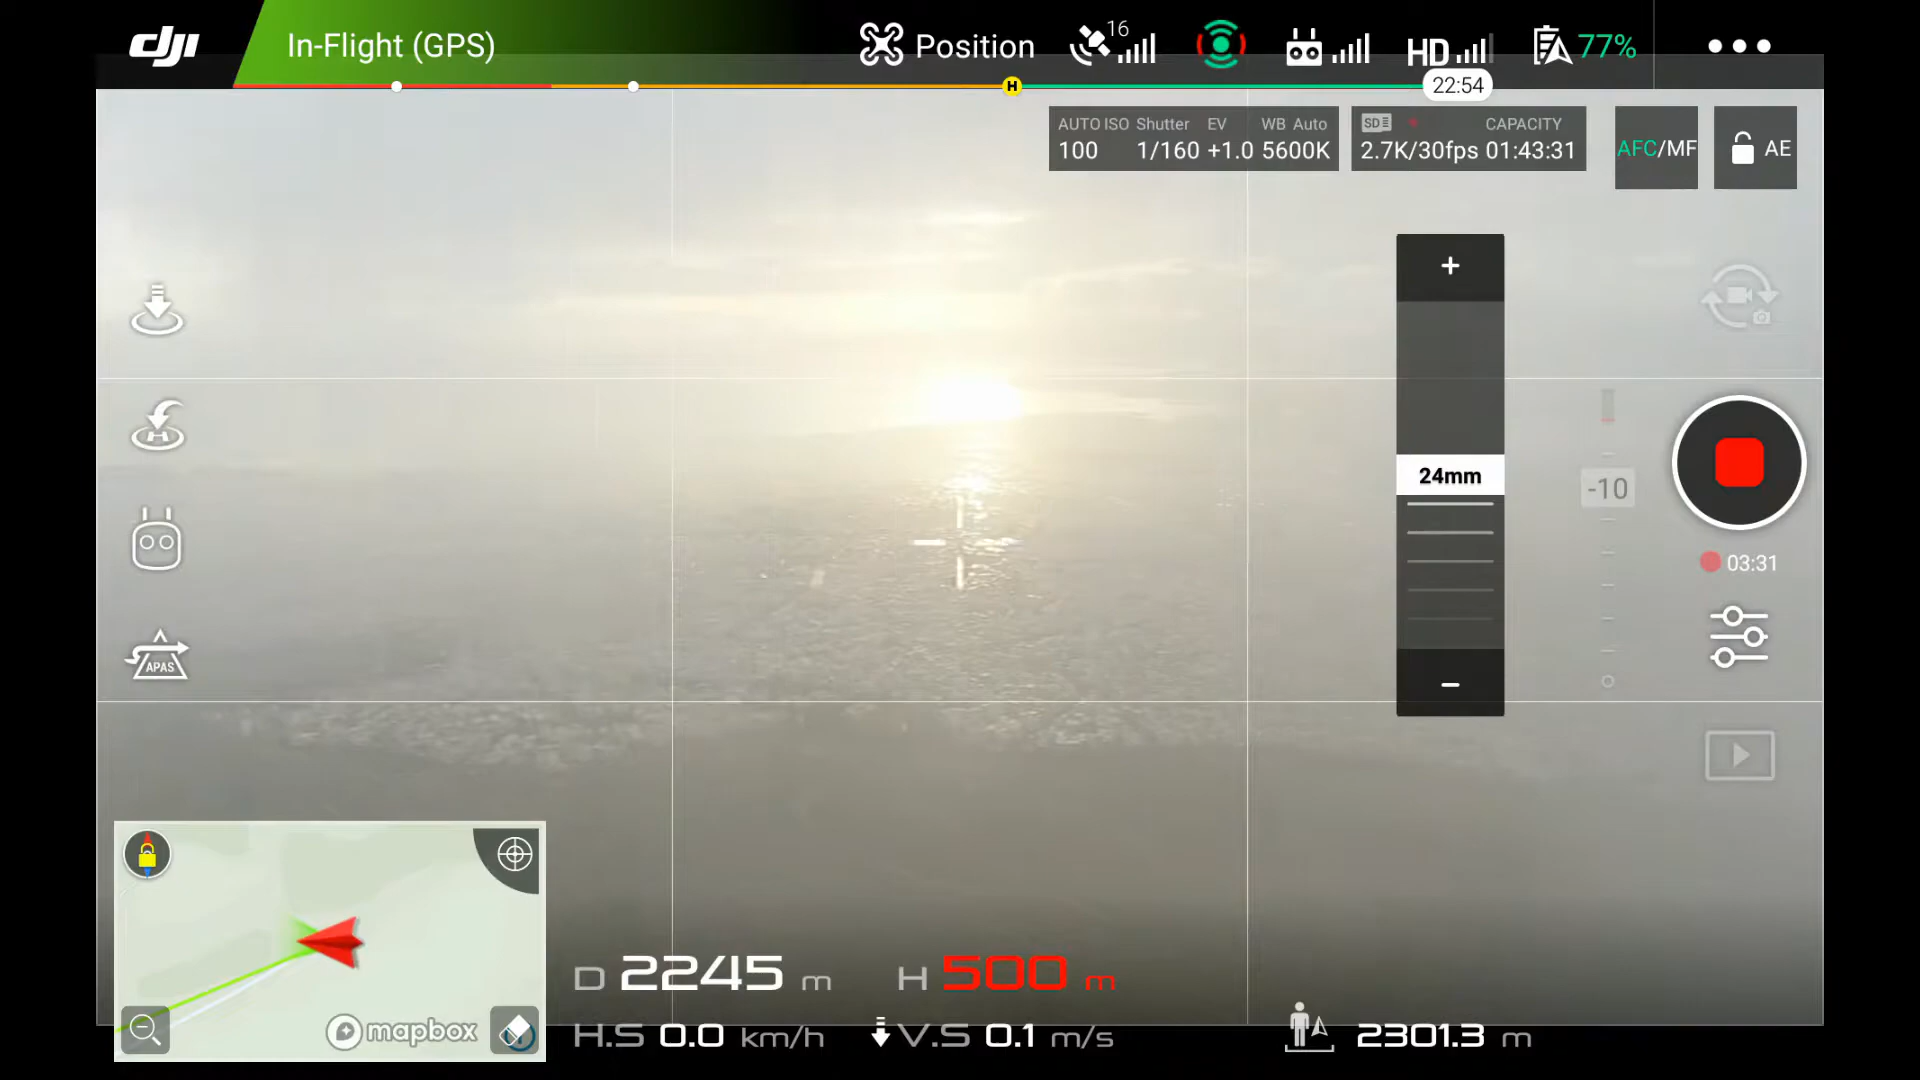 dji In-Flight (GPS) Position 16 HD 77%
H 22:54
AUTO ISO Shutter EV WB Auto SD CAPACITY
100 1/160 +1.0 5600K 2.7K/30fps 01:43:31 AFC/MF AE
+
24mm
-10
03:31
APAS
−
mapbox
D 2245 m H 500 m
H.S 0.0 km/h V.S 0.1 m/s 2301.3 m